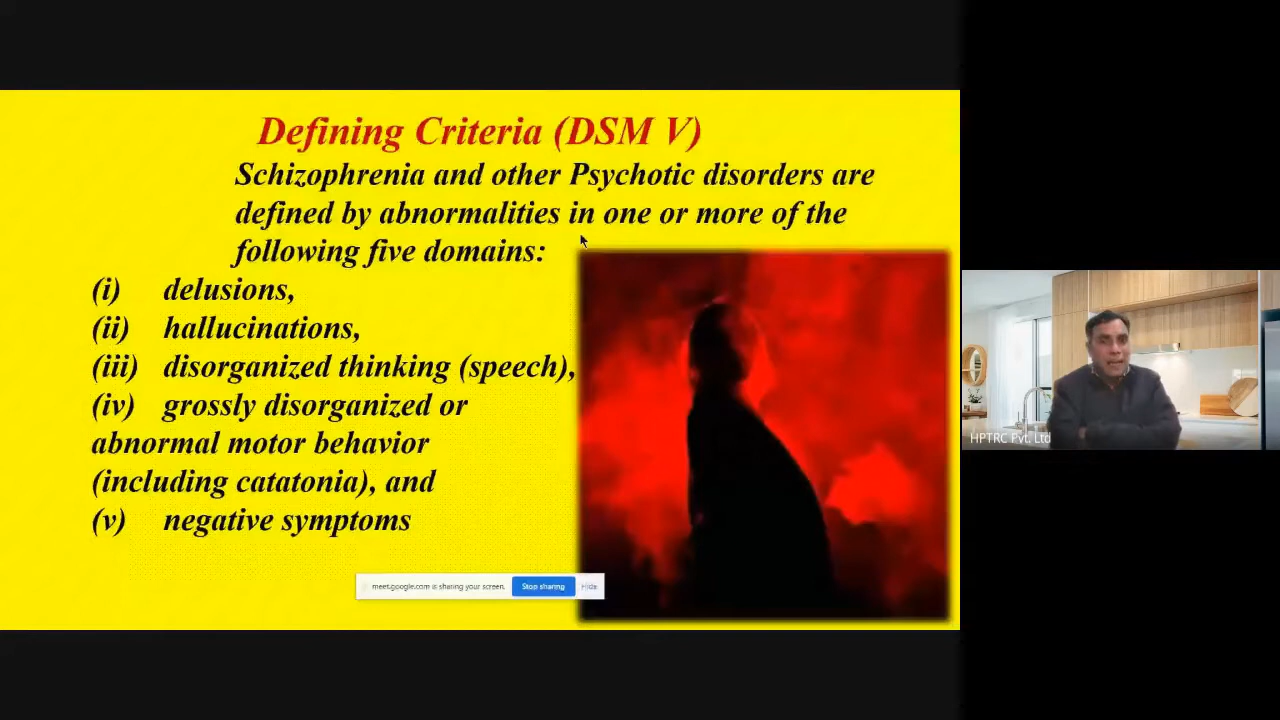 Defining Criteria (DSM V)
Schizophrenia and other Psychotic disorders are
defined by abnormalities in one or more of the
following five domains:
(i) delusions,
(ii) hallucinations,
(iii) disorganized thinking (speech),
(iv) grossly disorganized or
abnormal motor behavior
(including catatonia), and
(v) negative symptoms
meet.google.com is sharing your screen. Stop sharing Hide
HPTRC Pvt. Ltd